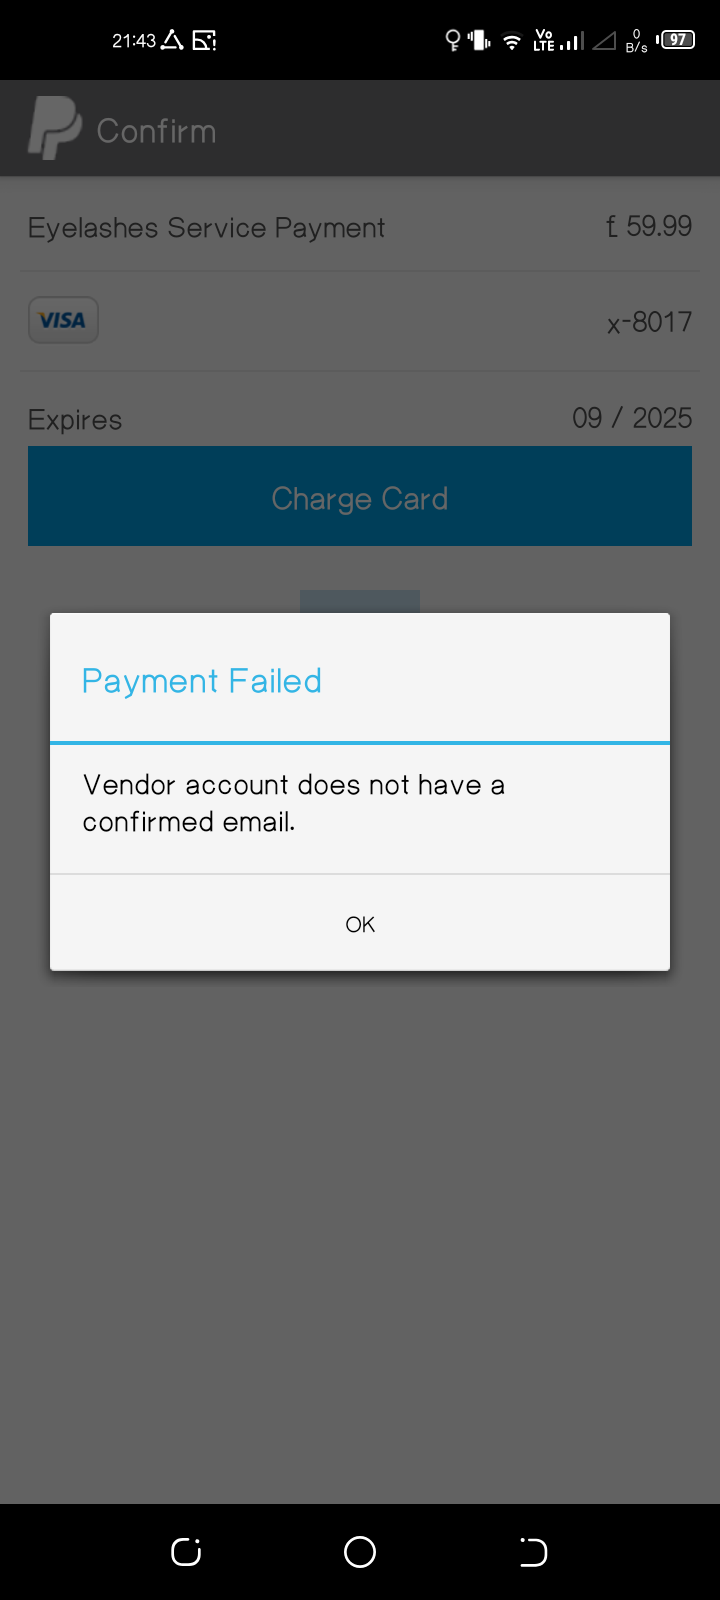 21:43
Vo
LTE
0
B/s
97
Confirm
Eyelashes Service Payment £ 59.99
VISA x-8017
Expires 09 / 2025
Charge Card
Payment Failed
Vendor account does not have a
confirmed email.
OK